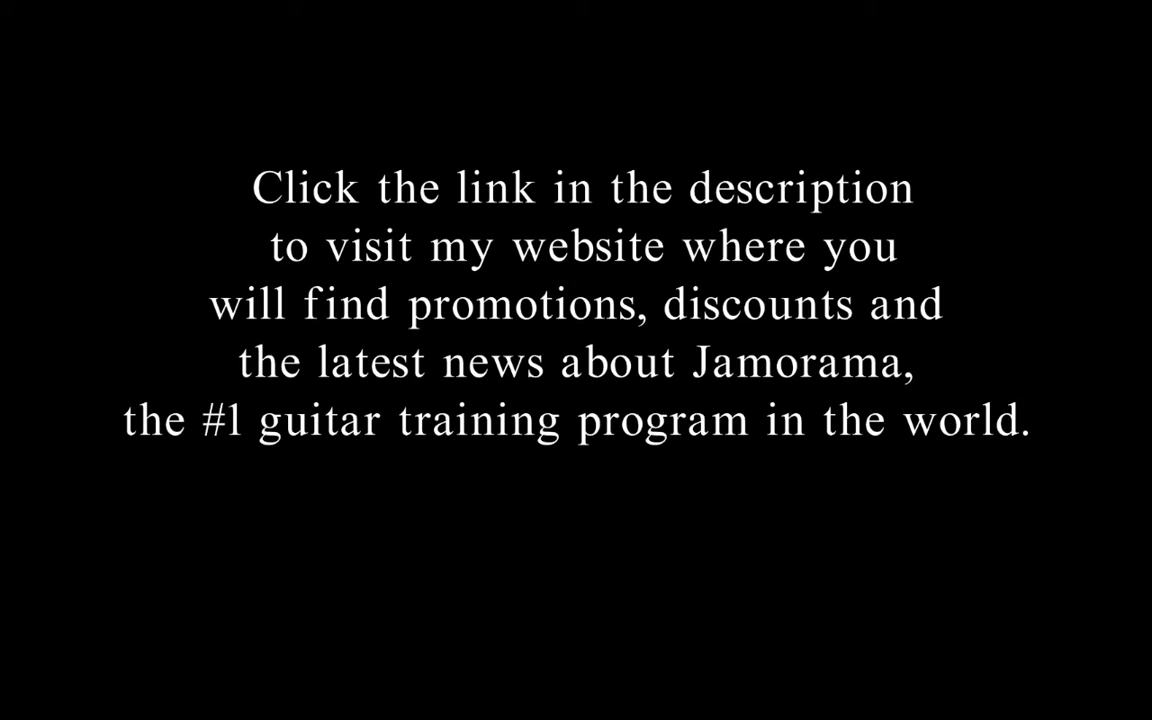 Click the link in the description
to visit my website where you
will find promotions, discounts and
the latest news about Jamorama,
the #1 guitar training program in the world.